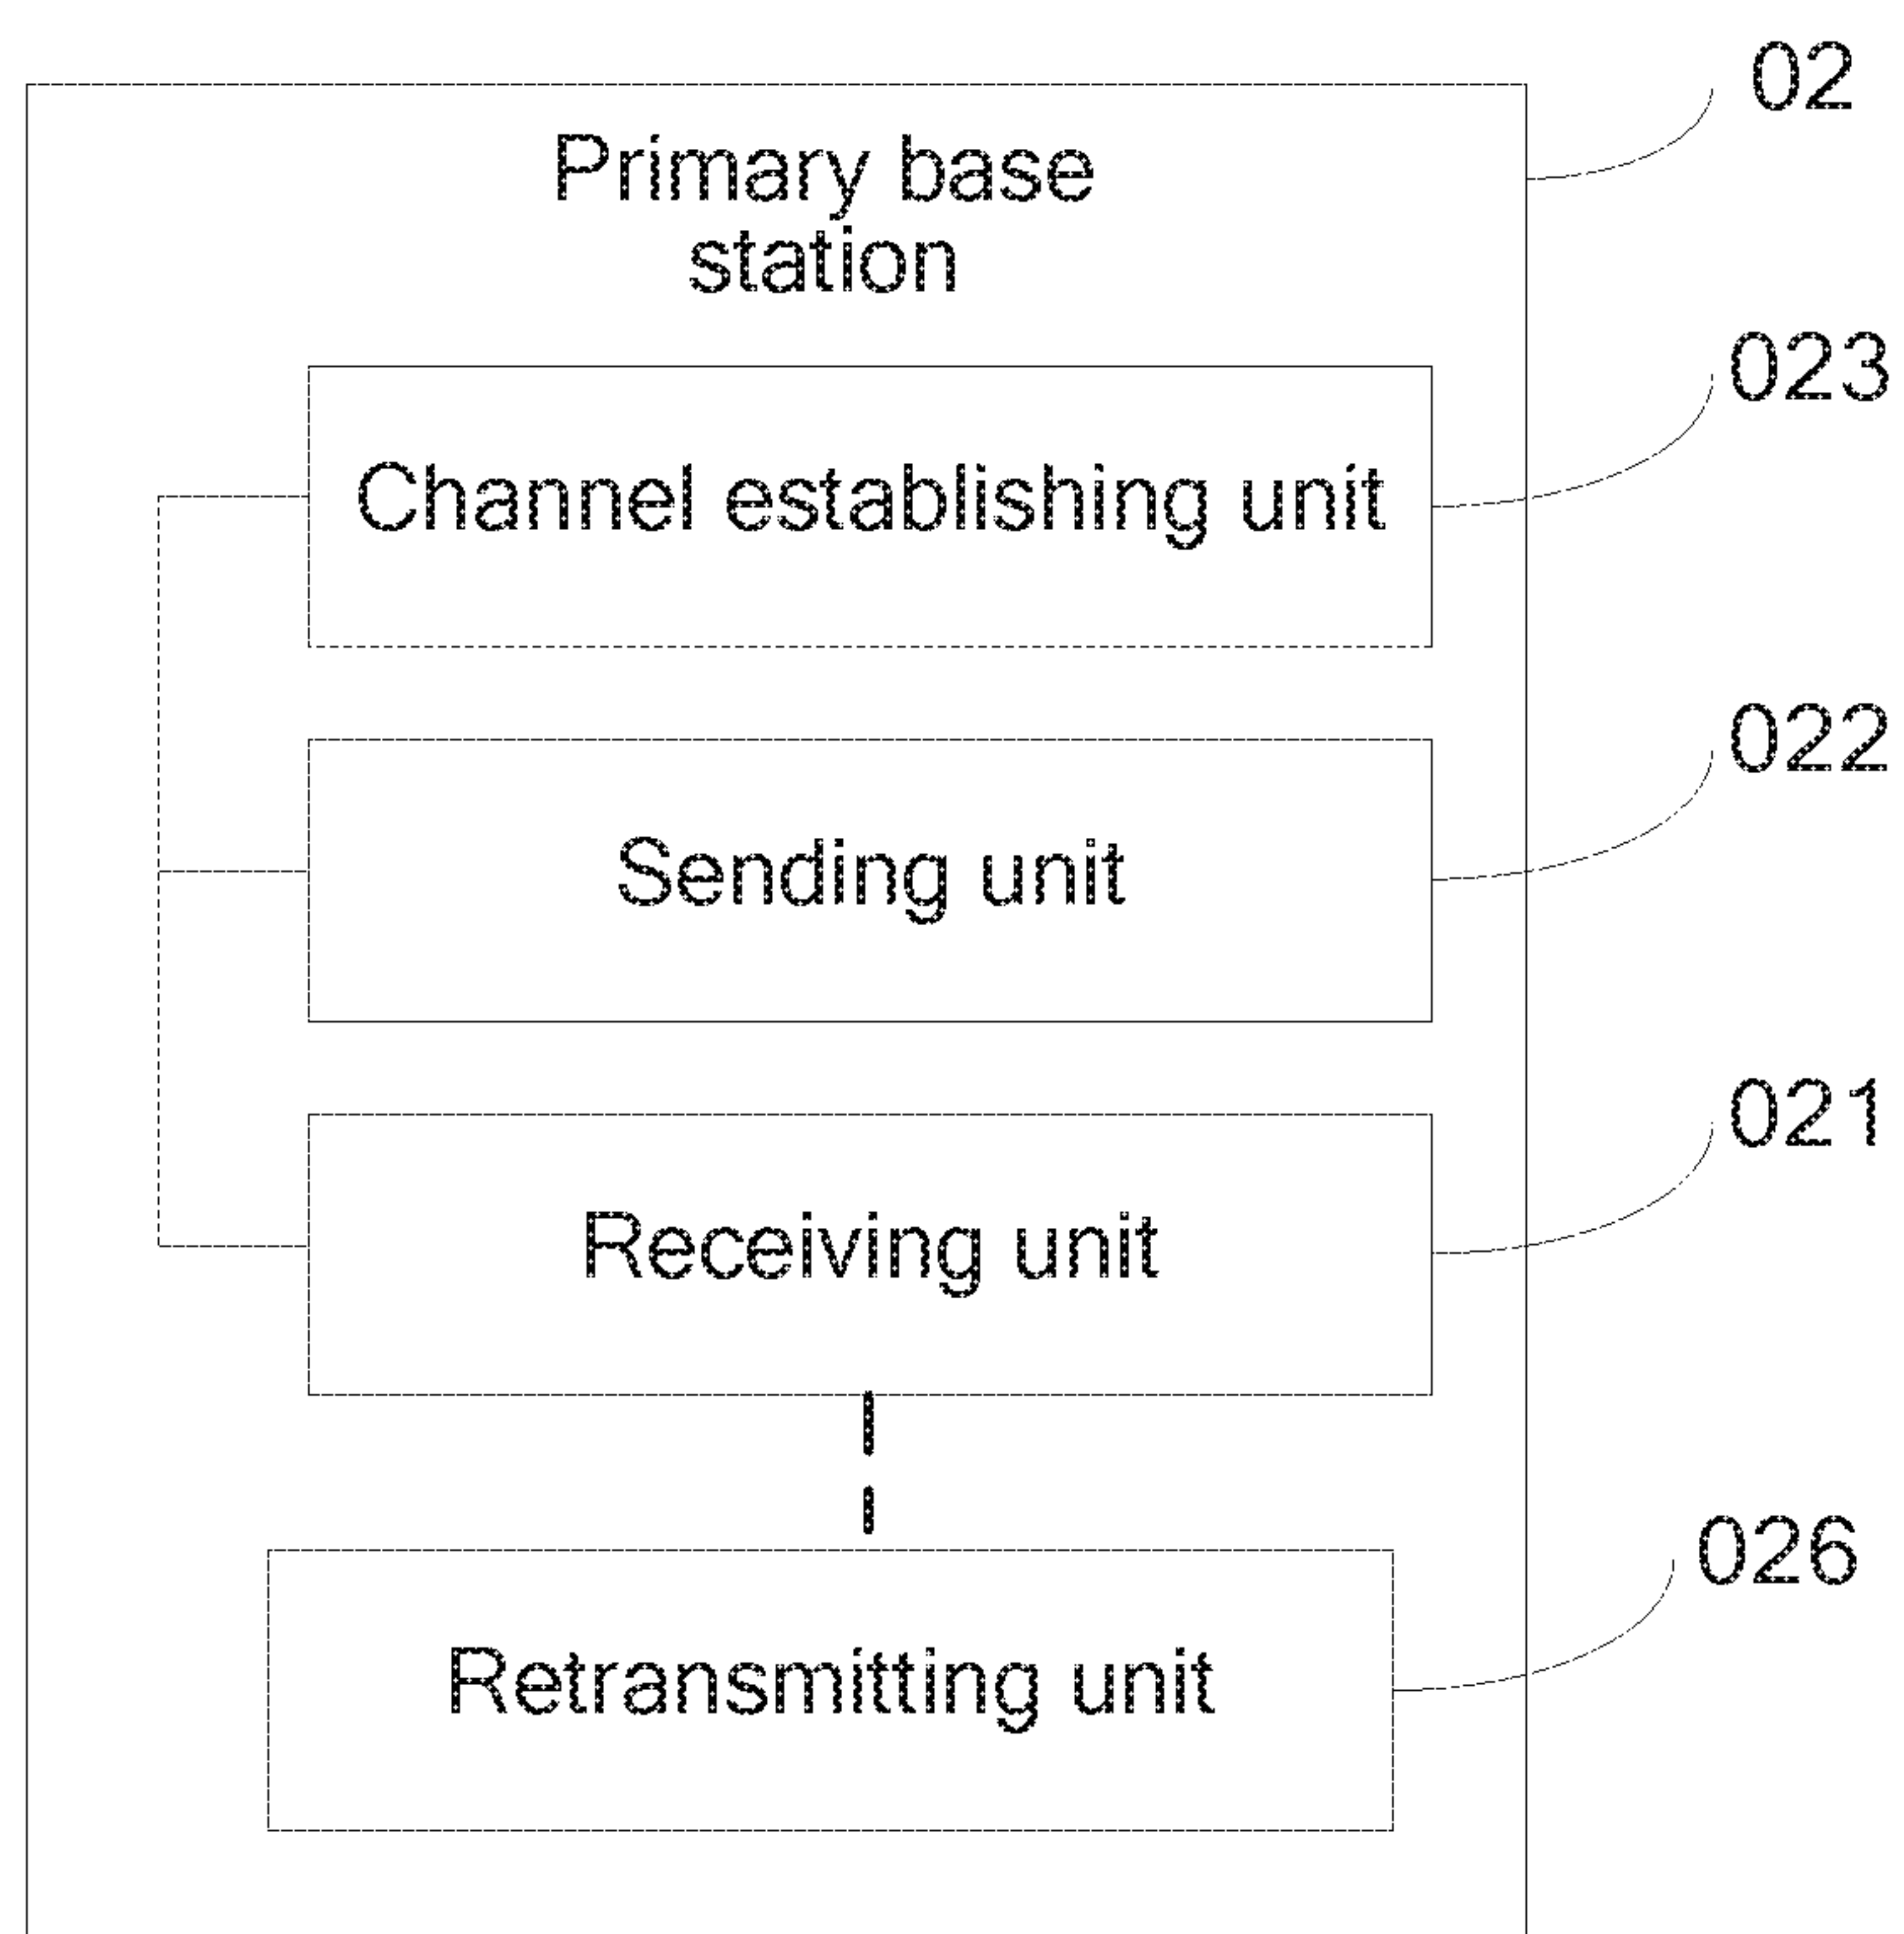 02
Primary base
station
023
Channel establishing unit
022
Sending unit
021
Receiving unit
026
Retransmitting unit